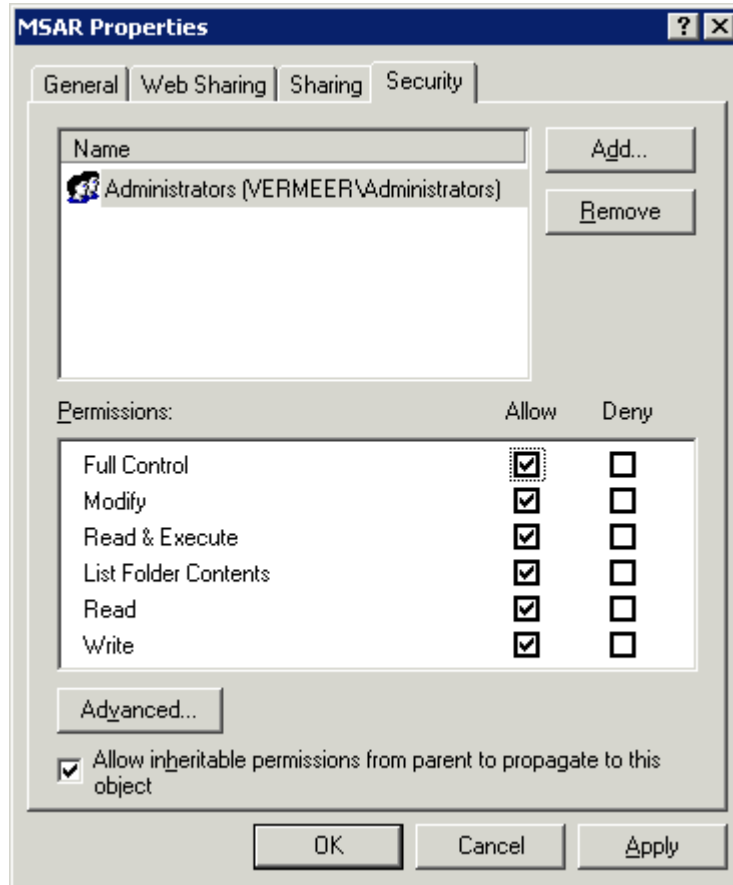 MSAR Properties
General Web Sharing Sharing Security
Name
Administrators (VERMEER\Administrators)
Add...
Remove
Permissions: Allow Deny
Full Control
Modify
Read & Execute
List Folder Contents
Read
Write
Advanced...
Allow inheritable permissions from parent to propagate to this
object
OK Cancel Apply